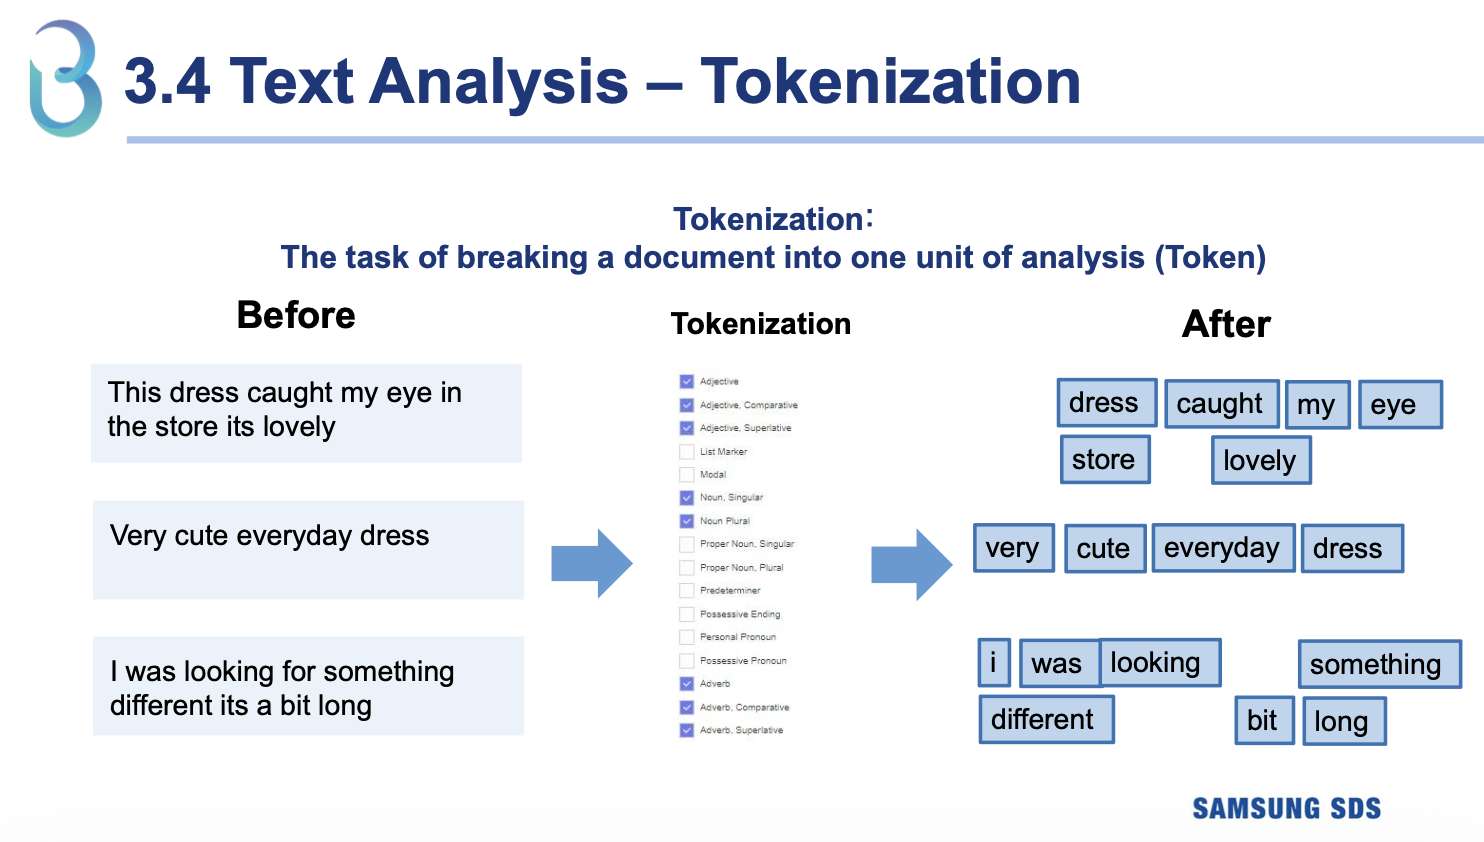 3.4 Text Analysis – Tokenization
Tokenization:
The task of breaking a document into one unit of analysis (Token)
Before
This dress caught my eye in
the store its lovely
Very cute everyday dress
I was looking for something
different its a bit long
Tokenization
Adjective
Adjective, Comparative
Adjective, Superlative
List Marker
Modal
Noun, Singular
Noun Plural
Proper Noun, Singular
Proper Noun, Plural
Predeterminer
Possessive Ending
Personal Pronoun
Possessive Pronoun
Adverb
Adverb, Comparative
Adverb, Superlative
After
dress caught my eye
store lovely
very cute everyday dress
i was looking something
different bit long
SAMSUNG SDS